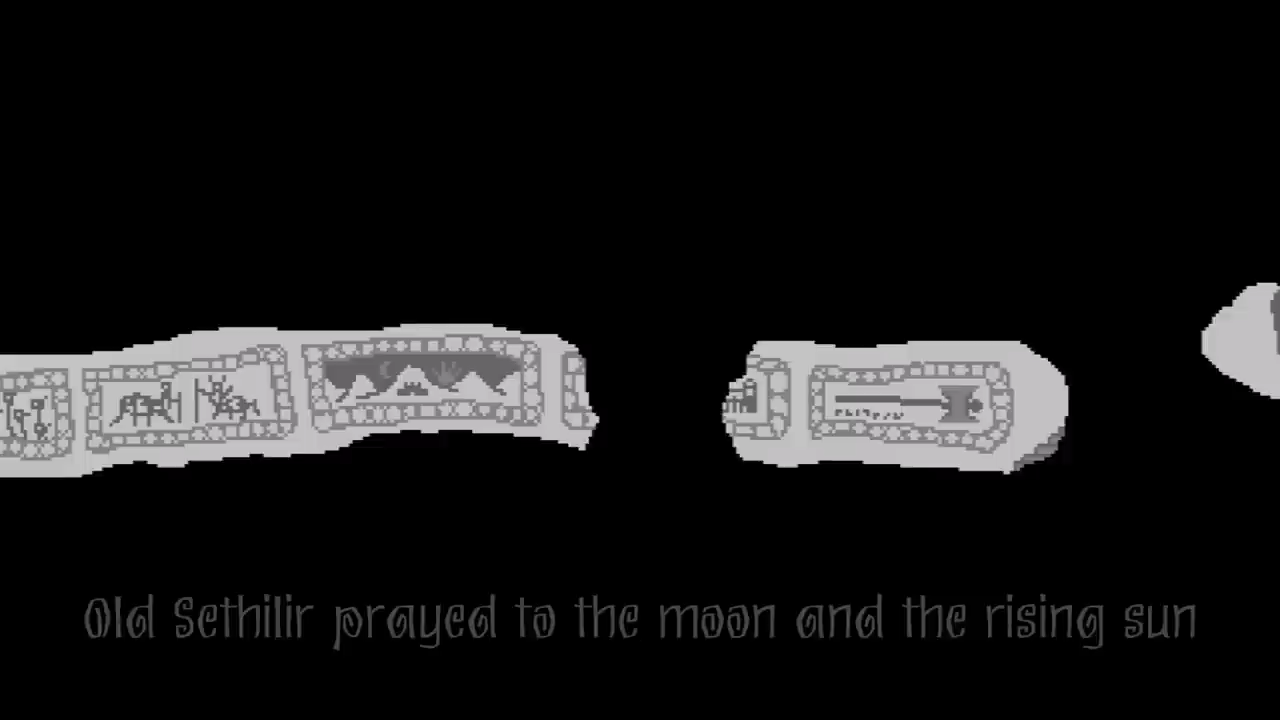 Old Sethilir prayed to the moon and the rising sun